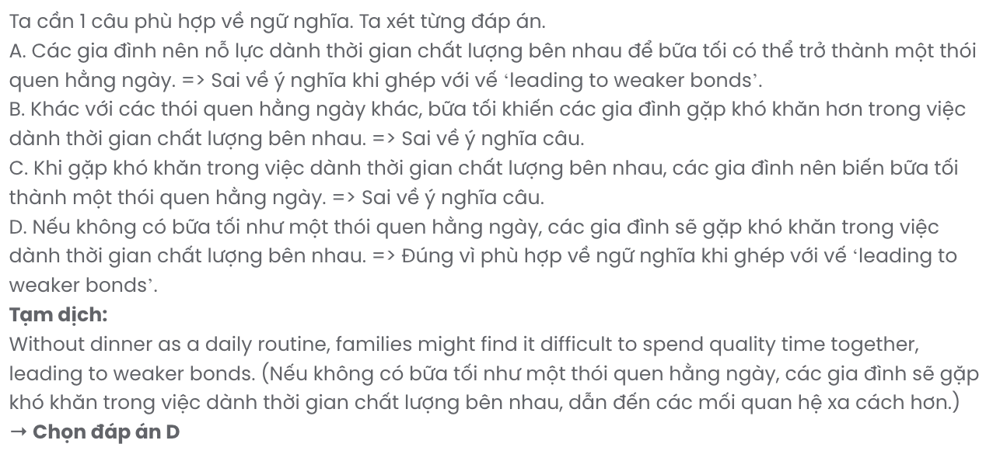 Ta cần 1 câu phù hợp về ngữ nghĩa. Ta xét từng đáp án.
A. Các gia đình nên nỗ lực dành thời gian chất lượng bên nhau để bữa tối có thể trở thành một thói
quen hằng ngày. => Sai về ý nghĩa khi ghép với vế ‘leading to weaker bonds’.
B. Khác với các thói quen hằng ngày khác, bữa tối khiến các gia đình gặp khó khăn hơn trong việc
dành thời gian chất lượng bên nhau. => Sai về ý nghĩa câu.
C. Khi gặp khó khăn trong việc dành thời gian chất lượng bên nhau, các gia đình nên biến bữa tối
thành một thói quen hằng ngày. => Sai về ý nghĩa câu.
D. Nếu không có bữa tối như một thói quen hằng ngày, các gia đình sẽ gặp khó khăn trong việc
dành thời gian chất lượng bên nhau. => Đúng vì phù hợp về ngữ nghĩa khi ghép với vế ‘leading to
weaker bonds’.
Tạm dịch:
Without dinner as a daily routine, families might find it difficult to spend quality time together,
leading to weaker bonds. (Nếu không có bữa tối như một thói quen hằng ngày, các gia đình sẽ gặp
khó khăn trong việc dành thời gian chất lượng bên nhau, dẫn đến các mối quan hệ xa cách hơn.)
→ Chọn đáp án D